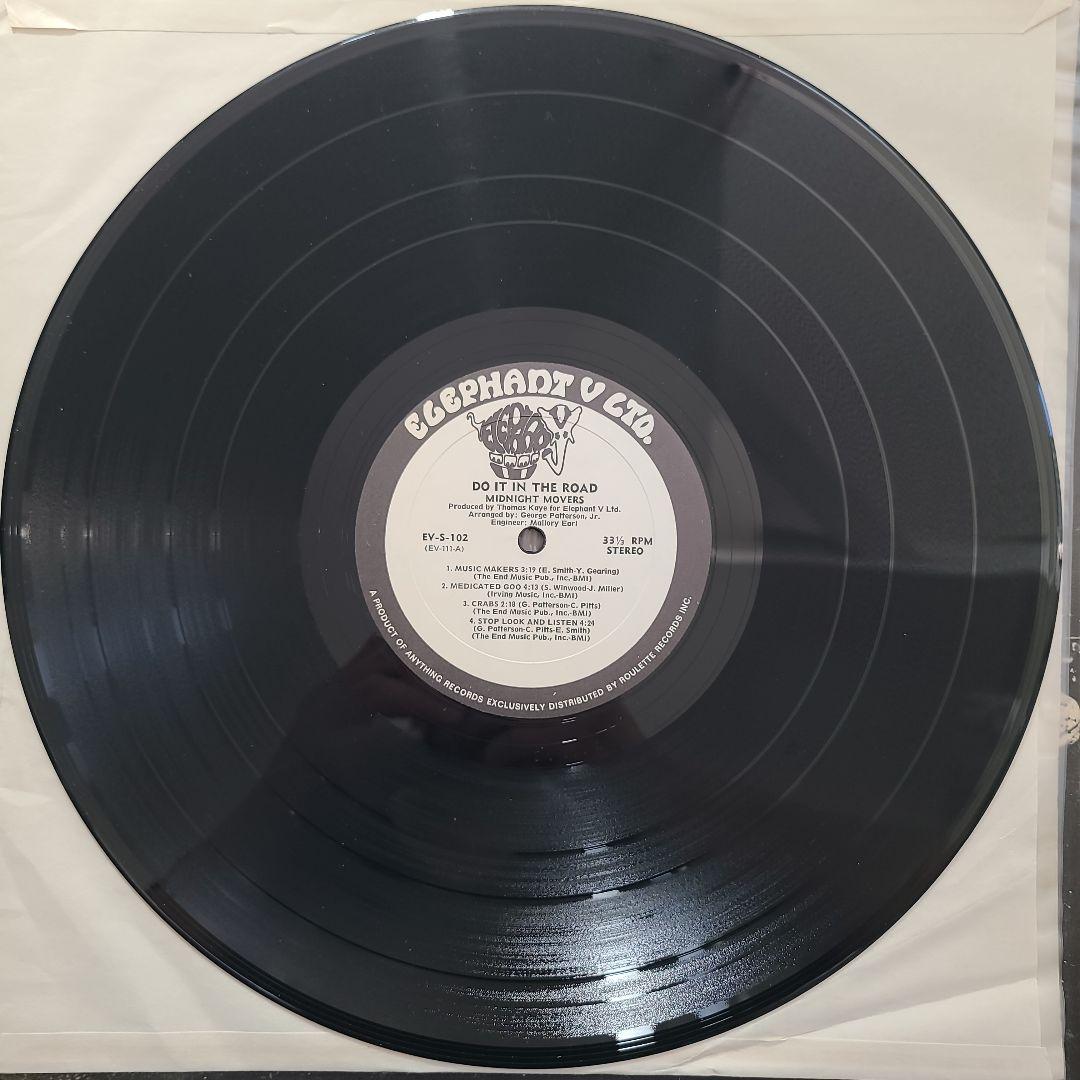 ELEPHANT V LTD.
DO IT IN THE ROAD
MIDNIGHT MOVERS
Produced by Thomas Kaye for Elephant V Ltd.
Arranged by: George Patterson, Jr.
Engineer: Mallory Earl
EV-S-102
(EV-111-A)
33⅓ RPM
STEREO
1. MUSIC MAKERS 3:19 (E. Smith-Y. Gearing)
(The End Music Pub., Inc.-BMI)
2. MEDICATED GOO 4:13 (S. Winwood-J. Miller)
(Irving Music, Inc.-BMI)
3. CRABS 2:18 (G. Patterson-C. Pitts)
(The End Music Pub., Inc.-BMI)
4. STOP LOOK AND LISTEN 4:24
(G. Patterson-C. Pitts-E. Smith)
(The End Music Pub., Inc.-BMI)
A PRODUCT OF ANYTHING RECORDS EXCLUSIVELY DISTRIBUTED BY ROULETTE RECORDS INC.